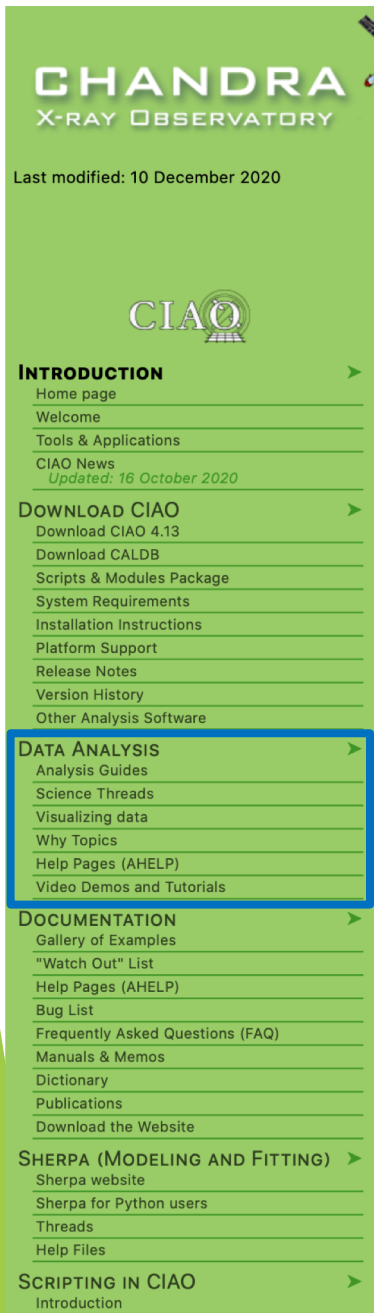 CHANDRA
X-RAY OBSERVATORY
Last modified: 10 December 2020
CIAO
INTRODUCTION
Home page
Welcome
Tools & Applications
CIAO News
Updated: 16 October 2020
DOWNLOAD CIAO
Download CIAO 4.13
Download CALDB
Scripts & Modules Package
System Requirements
Installation Instructions
Platform Support
Release Notes
Version History
Other Analysis Software
DATA ANALYSIS
Analysis Guides
Science Threads
Visualizing data
Why Topics
Help Pages (AHELP)
Video Demos and Tutorials
DOCUMENTATION
Gallery of Examples
"Watch Out" List
Help Pages (AHELP)
Bug List
Frequently Asked Questions (FAQ)
Manuals & Memos
Dictionary
Publications
Download the Website
SHERPA (MODELING AND FITTING)
Sherpa website
Sherpa for Python users
Threads
Help Files
SCRIPTING IN CIAO
Introduction